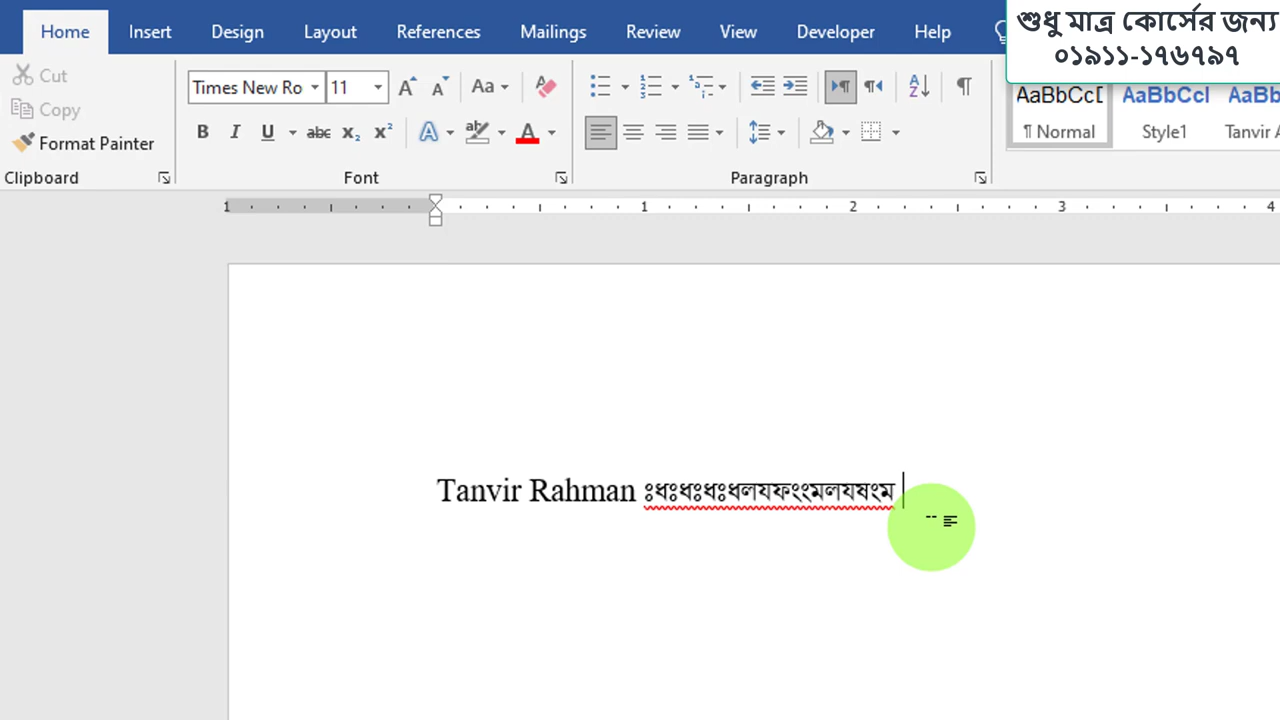 Home Insert Design Layout References Mailings Review View Developer Help
শুধু মাত্র কোর্সের জন্য
০১৯১১-১৭৬৭৯৭
Cut
Copy
Format Painter
Clipboard
Times New Ro 11
Font
Paragraph
AaBbCcD AaBbCcI AaBb
¶ Normal Style1 Tanvir A
1 1 2 3 4
Tanvir Rahman ঃধঃধঃধঃধলযফংংমলযষংম